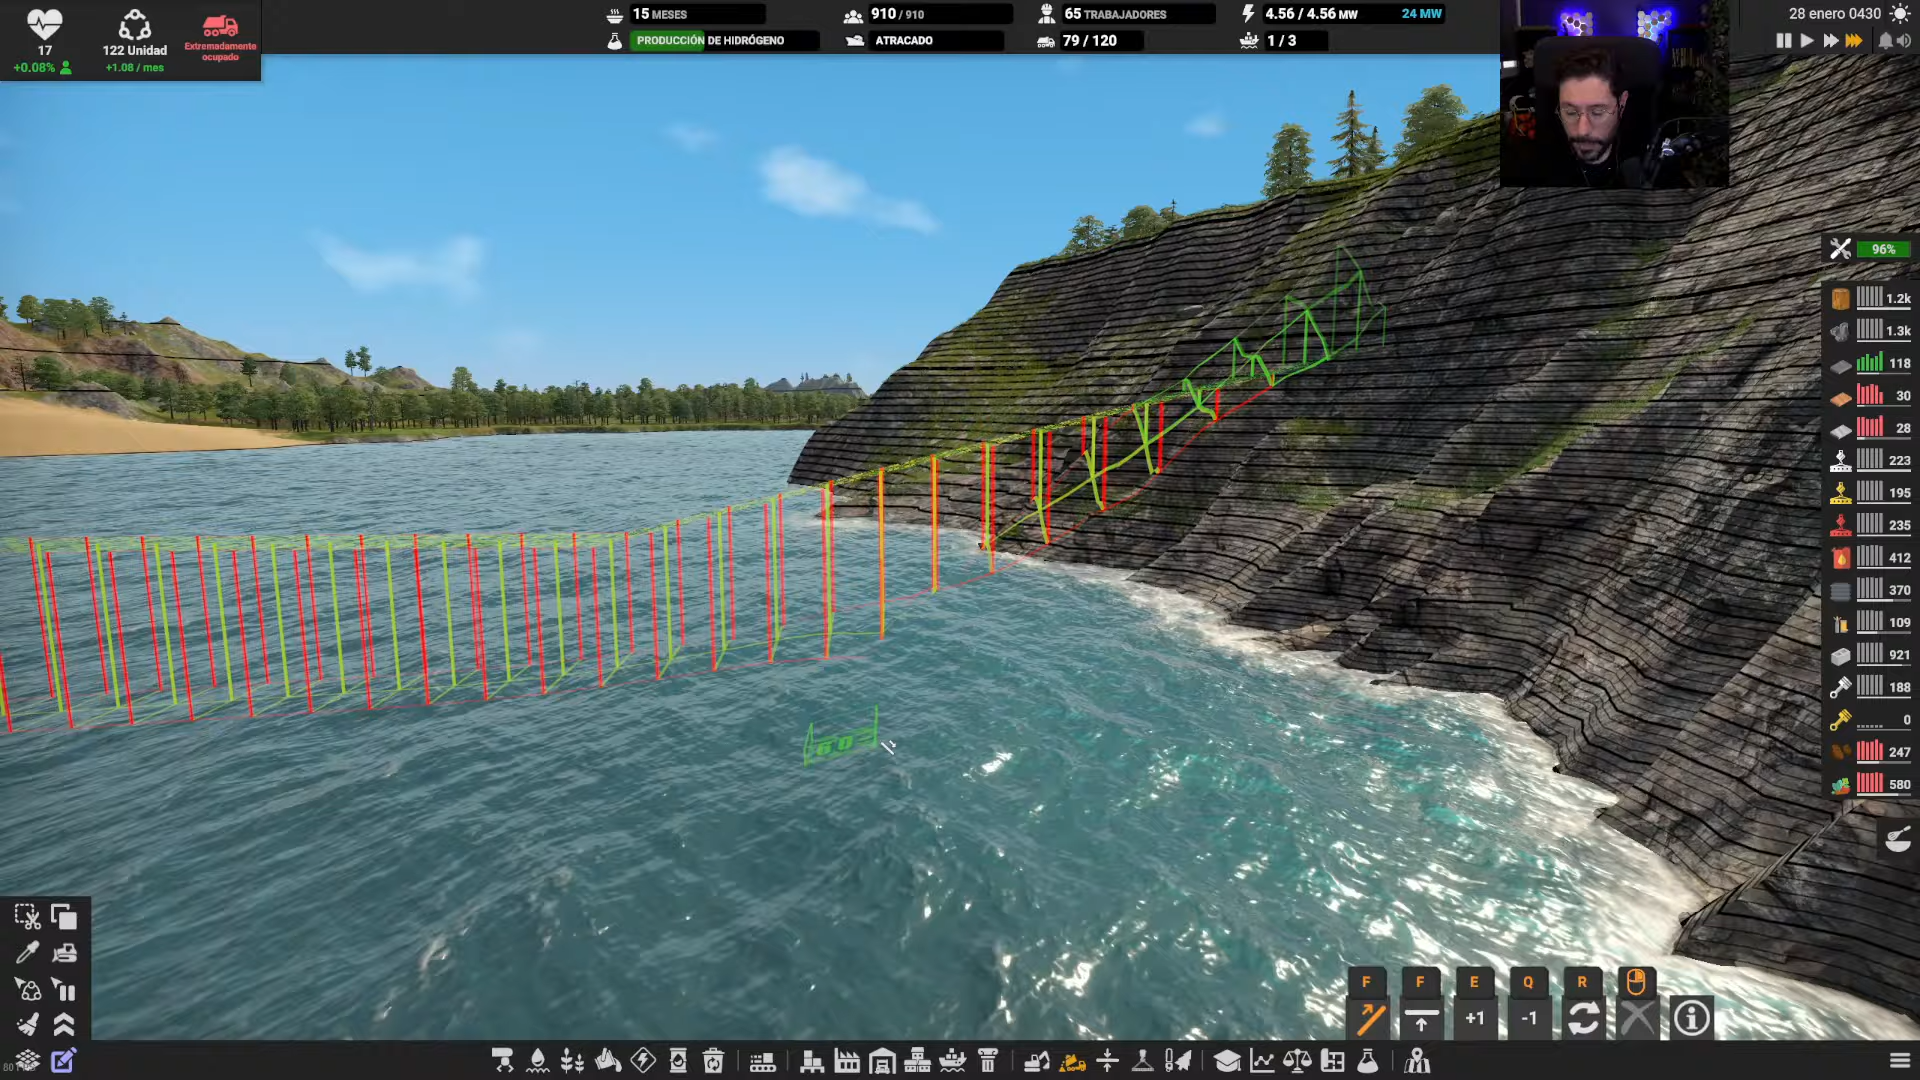 17
+0.08%
122 Unidad
+1.08 / mes
Extremadamente
ocupado
15 MESES
PRODUCCIÓN DE HIDRÓGENO
910 / 910
ATRACADO
65 TRABAJADORES
79 / 120
4.56 / 4.56 MW
24 MW
1 / 3
28 enero 0430
96%
1.2k
1.3k
118
30
28
223
195
235
412
370
109
921
188
0
247
580
F
F
E
Q
R
+1
-1